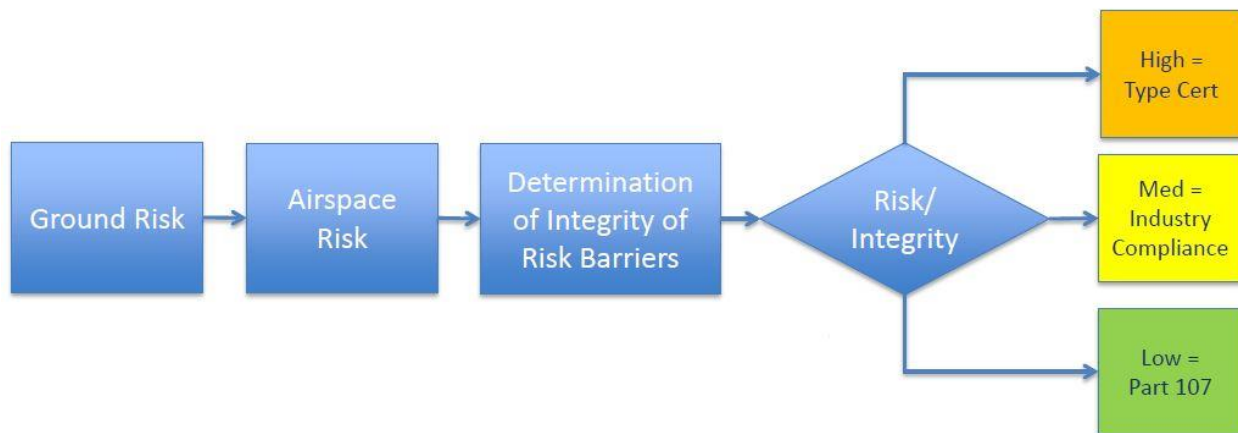 Ground Risk
Airspace
Risk
Determination
of Integrity of
Risk Barriers
Risk/
Integrity
High =
Type Cert
Med =
Industry
Compliance
Low =
Part 107